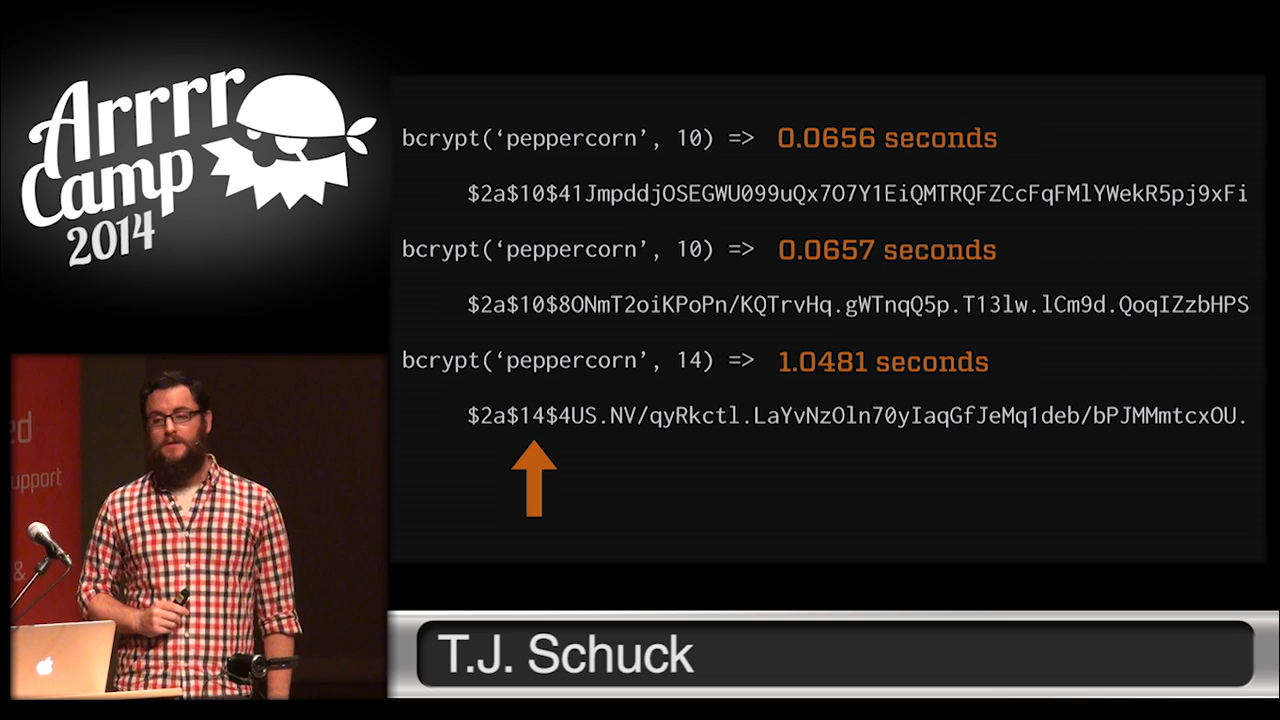 Arrrr
Camp
2014
bcrypt(‘peppercorn’, 10) => 0.0656 seconds
$2a$10$41JmpddjOSEGWU099uQx7O7Y1EiQMTRQFZCcFqFMlYWekR5pj9xFi
bcrypt(‘peppercorn’, 10) => 0.0657 seconds
$2a$10$8ONmT2oiKPoPn/KQTrvHq.gWTnqQ5p.T13lw.lCm9d.QoqIZzbHPS
bcrypt(‘peppercorn’, 14) => 1.0481 seconds
$2a$14$4US.NV/qyRkctl.LaYvNzOln70yIaqGfJeMq1deb/bPJMMmtcxOU.
&
T.J. Schuck